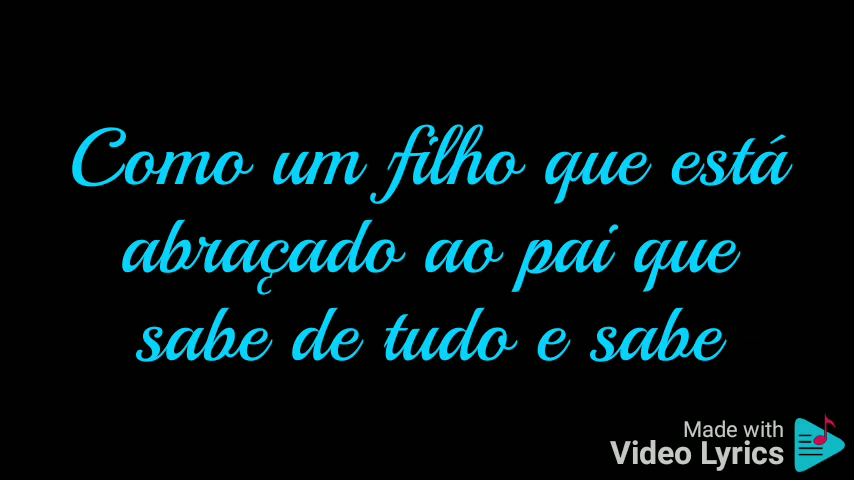 Como um filho que está
abraçado ao pai que
sabe de tudo e sabe
Made with
Video Lyrics